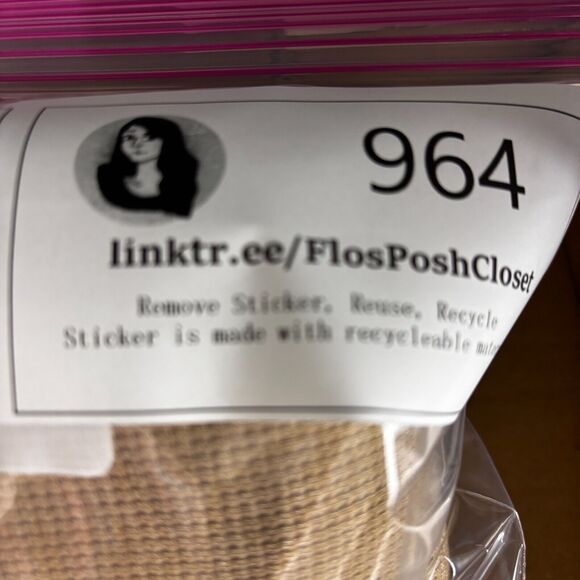 964
linktr.ee/FlosPoshCloset
Remove Sticker, Reuse, Recycle
Sticker is made with recycleable